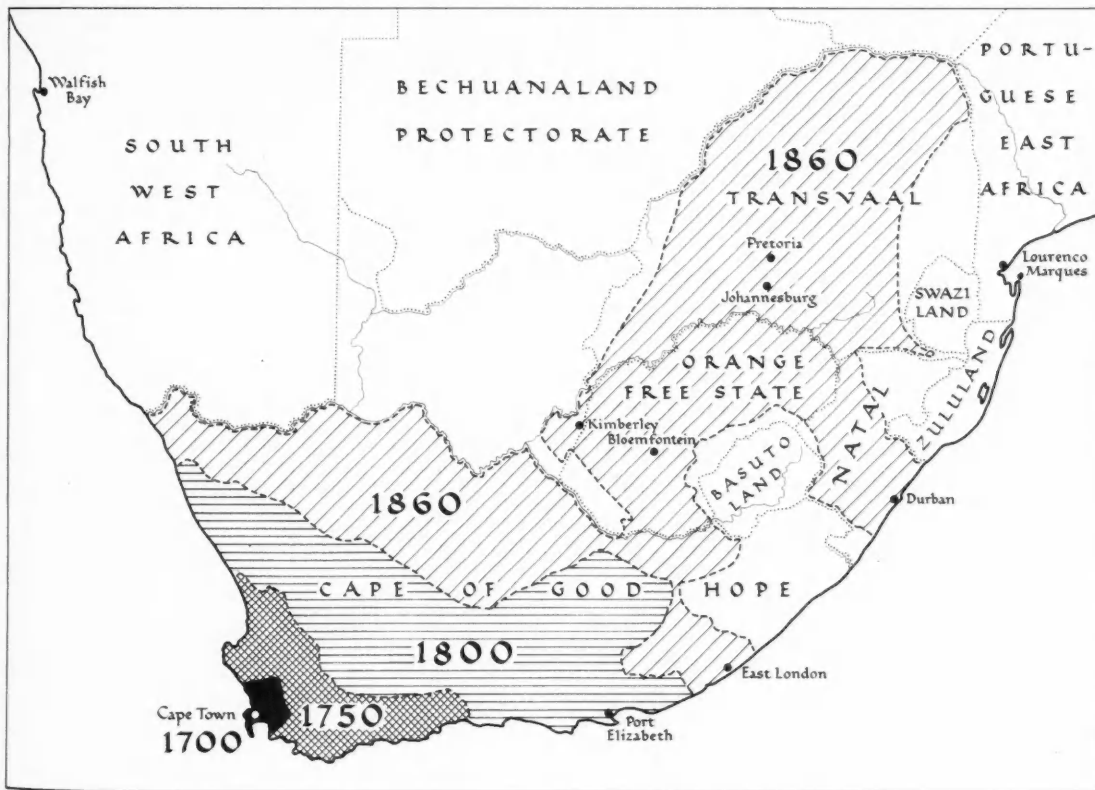 Walfish
Bay
SOUTH
WEST
AFRICA
BECHUANALAND
PROTECTORATE
PORTU-
GUESE
EAST
AFRICA
1860
TRANSVAAL
Pretoria
Johannesburg
Lourenco
Marques
SWAZI
LAND
ORANGE
FREE STATE
NATAL
ZULULAND
Kimberley
Bloemfontein
BASUTO
LAND
Durban
1860
CAPE OF GOOD HOPE
1800
East London
Cape Town
1700
1750
Port
Elizabeth